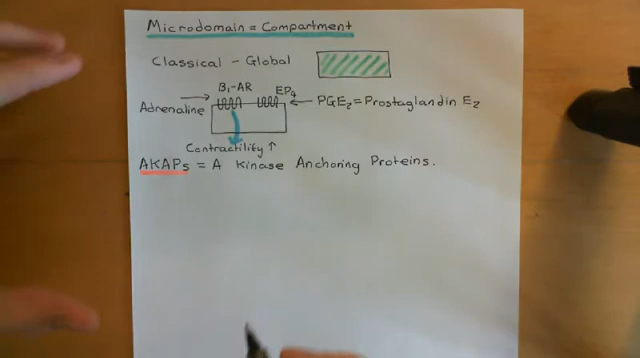 Microdomain = Compartment
Classical - Global
B₁-AR
EP₄
Adrenaline
PGE₂ = Prostaglandin E₂
Contractility ↑
AKAPs = A Kinase Anchoring Proteins.